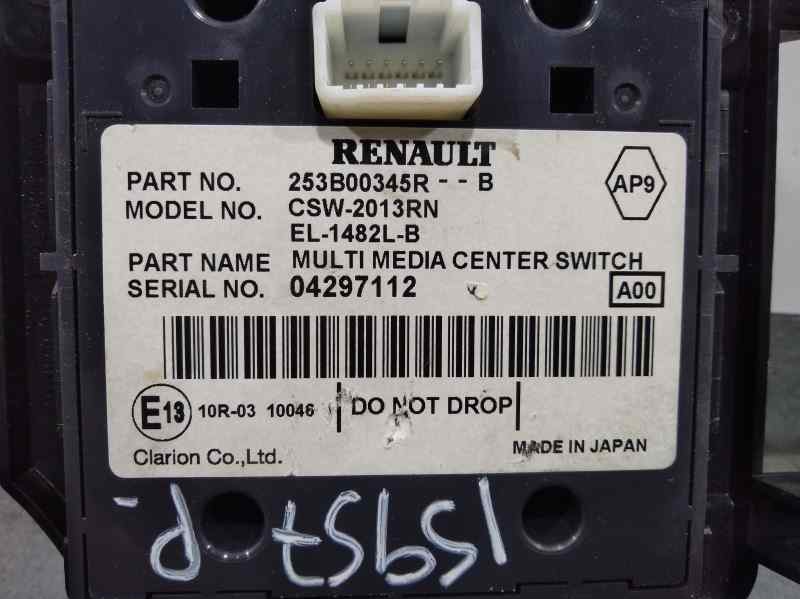 RENAULT
PART NO. 253B00345R - - B
AP9
MODEL NO. CSW-2013RN
EL-1482L-B
PART NAME MULTI MEDIA CENTER SWITCH
SERIAL NO. 04297112
A00
E13 10R-03 10046 DO NOT DROP
Clarion Co.,Ltd. MADE IN JAPAN
15957
P-